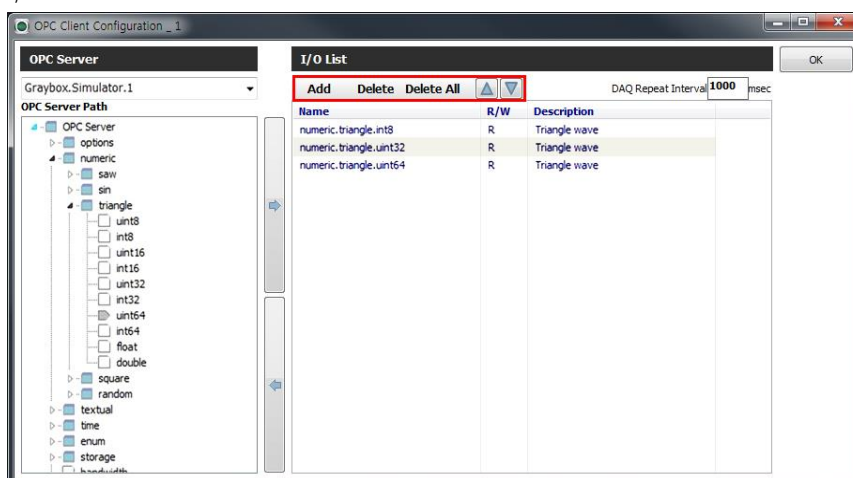 OPC Client Configuration _ 1
OPC Server
I/O List
OK
Graybox.Simulator.1
Add Delete Delete All
DAQ Repeat Interval 1000 msec
OPC Server Path
Name R/W Description
OPC Server
options
numeric
saw
sin
triangle
uint8
int8
uint16
int16
uint32
int32
uint64
int64
float
double
square
random
textual
time
enum
storage
bandwidth
numeric.triangle.int8 R Triangle wave
numeric.triangle.uint32 R Triangle wave
numeric.triangle.uint64 R Triangle wave